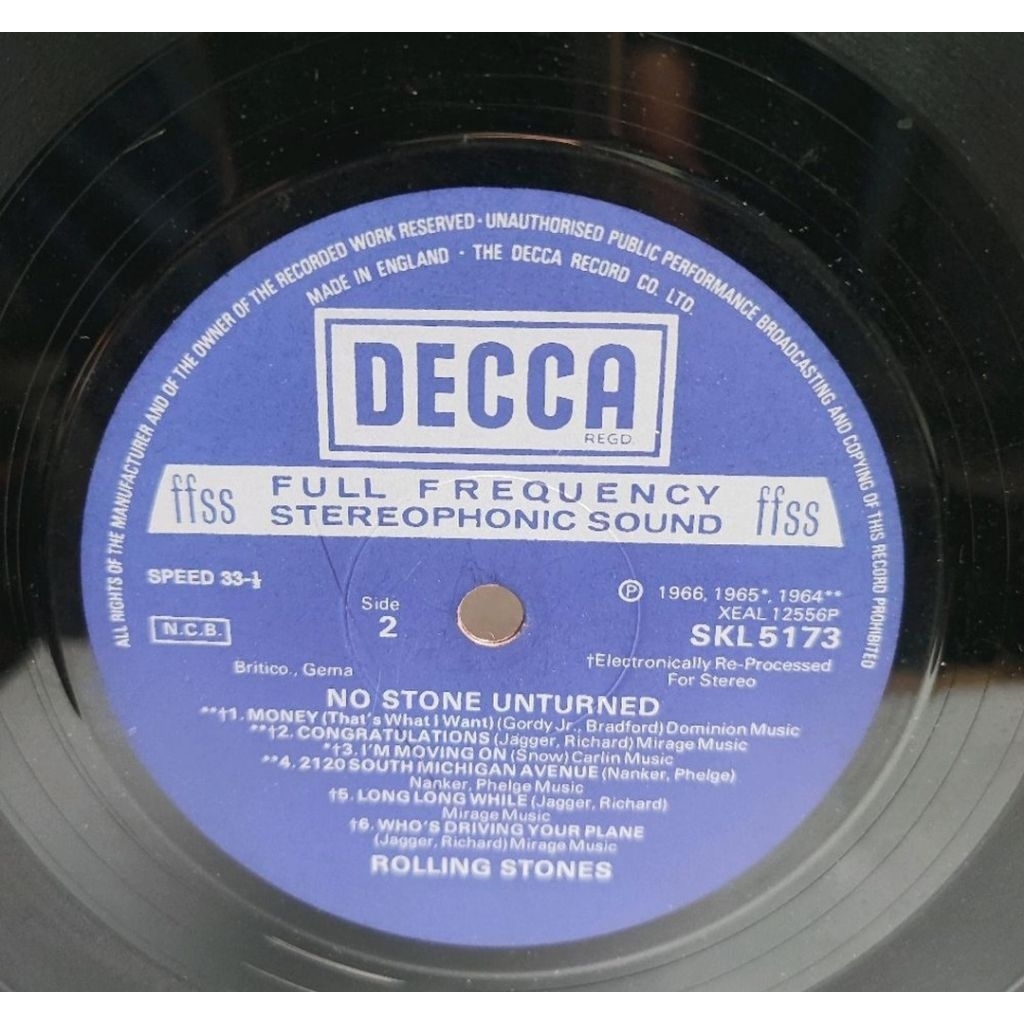 ALL RIGHTS OF THE MANUFACTURER AND OF THE OWNER OF THE RECORDED WORK RESERVED · UNAUTHORISED PUBLIC PERFORMANCE BROADCASTING AND COPYING OF THIS RECORD PROHIBITED
MADE IN ENGLAND · THE DECCA RECORD CO. LTD.
DECCA
REGD.
ffss FULL FREQUENCY STEREOPHONIC SOUND ffss
SPEED 33-⅓
N.C.B.
Side
2
Ⓟ 1966, 1965*, 1964**
XEAL 12556P
SKL 5173
Britico., Gema
†Electronically Re-Processed
For Stereo
NO STONE UNTURNED
**†1. MONEY (That's What I Want) (Gordy Jr., Bradford) Dominion Music
**†2. CONGRATULATIONS (Jagger, Richard) Mirage Music
*†3. I'M MOVING ON (Snow) Carlin Music
**4. 2120 SOUTH MICHIGAN AVENUE (Nanker, Phelge)
Nanker, Phelge Music
†5. LONG LONG WHILE (Jagger, Richard)
Mirage Music
†6. WHO'S DRIVING YOUR PLANE
(Jagger, Richard) Mirage Music
ROLLING STONES